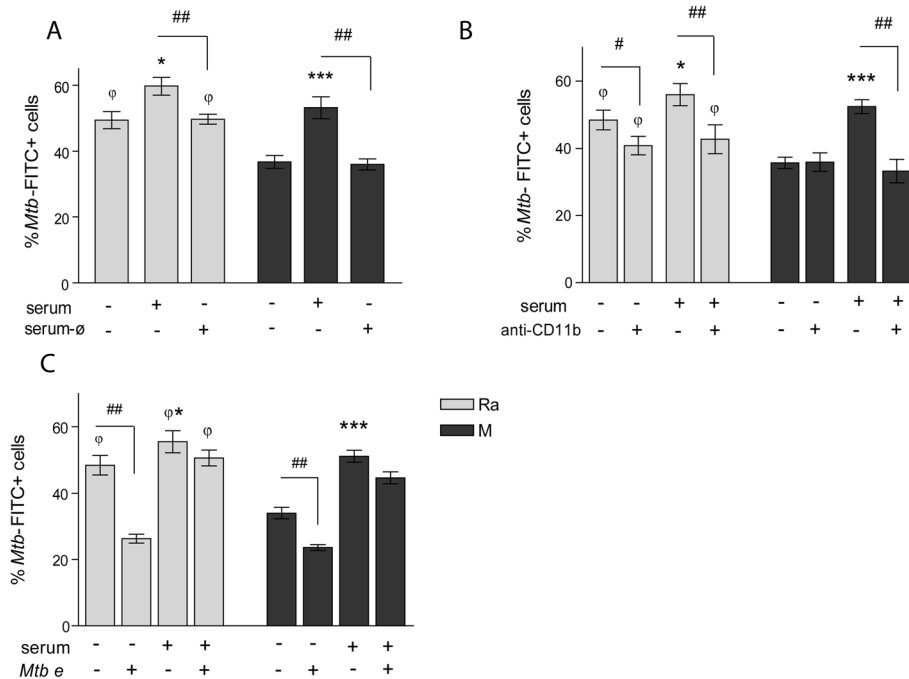 A
##
##
*
***
φ
φ
60
40
20
0
% Mtb-FITC+ cells
serum - + - - + -
serum-ø - - + - - +
B
#
##
##
*
***
φ
φ
φ
60
40
20
0
% Mtb- FITC+ cells
serum - - + + - - + +
anti-CD11b - + - + - + - +
C
##
φ
φ*
φ
##
***
60
40
20
0
% Mtb-FITC+ cells
serum - - + + - - + +
Mtb e - + - + - + - +
Ra
M